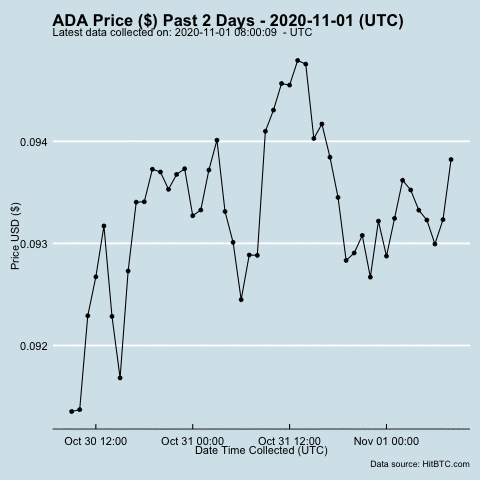 ADA Price ($) Past 2 Days - 2020-11-01 (UTC)
Latest data collected on: 2020-11-01 08:00:09  - UTC
0.094
0.093
0.092
Price USD ($)
Oct 30 12:00
Oct 31 00:00
Oct 31 12:00
Nov 01 00:00
Date Time Collected (UTC)
Data source: HitBTC.com